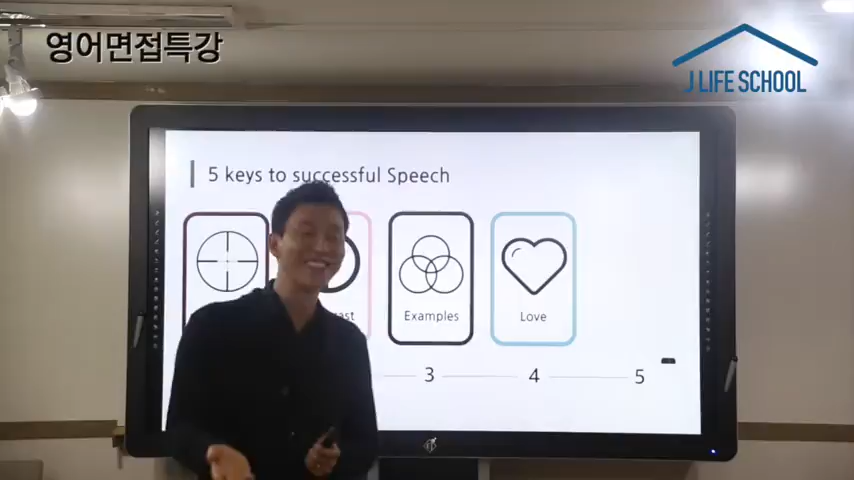 영어면접특강
J LIFE SCHOOL
5 keys to successful Speech
Examples
Love
3
4
5